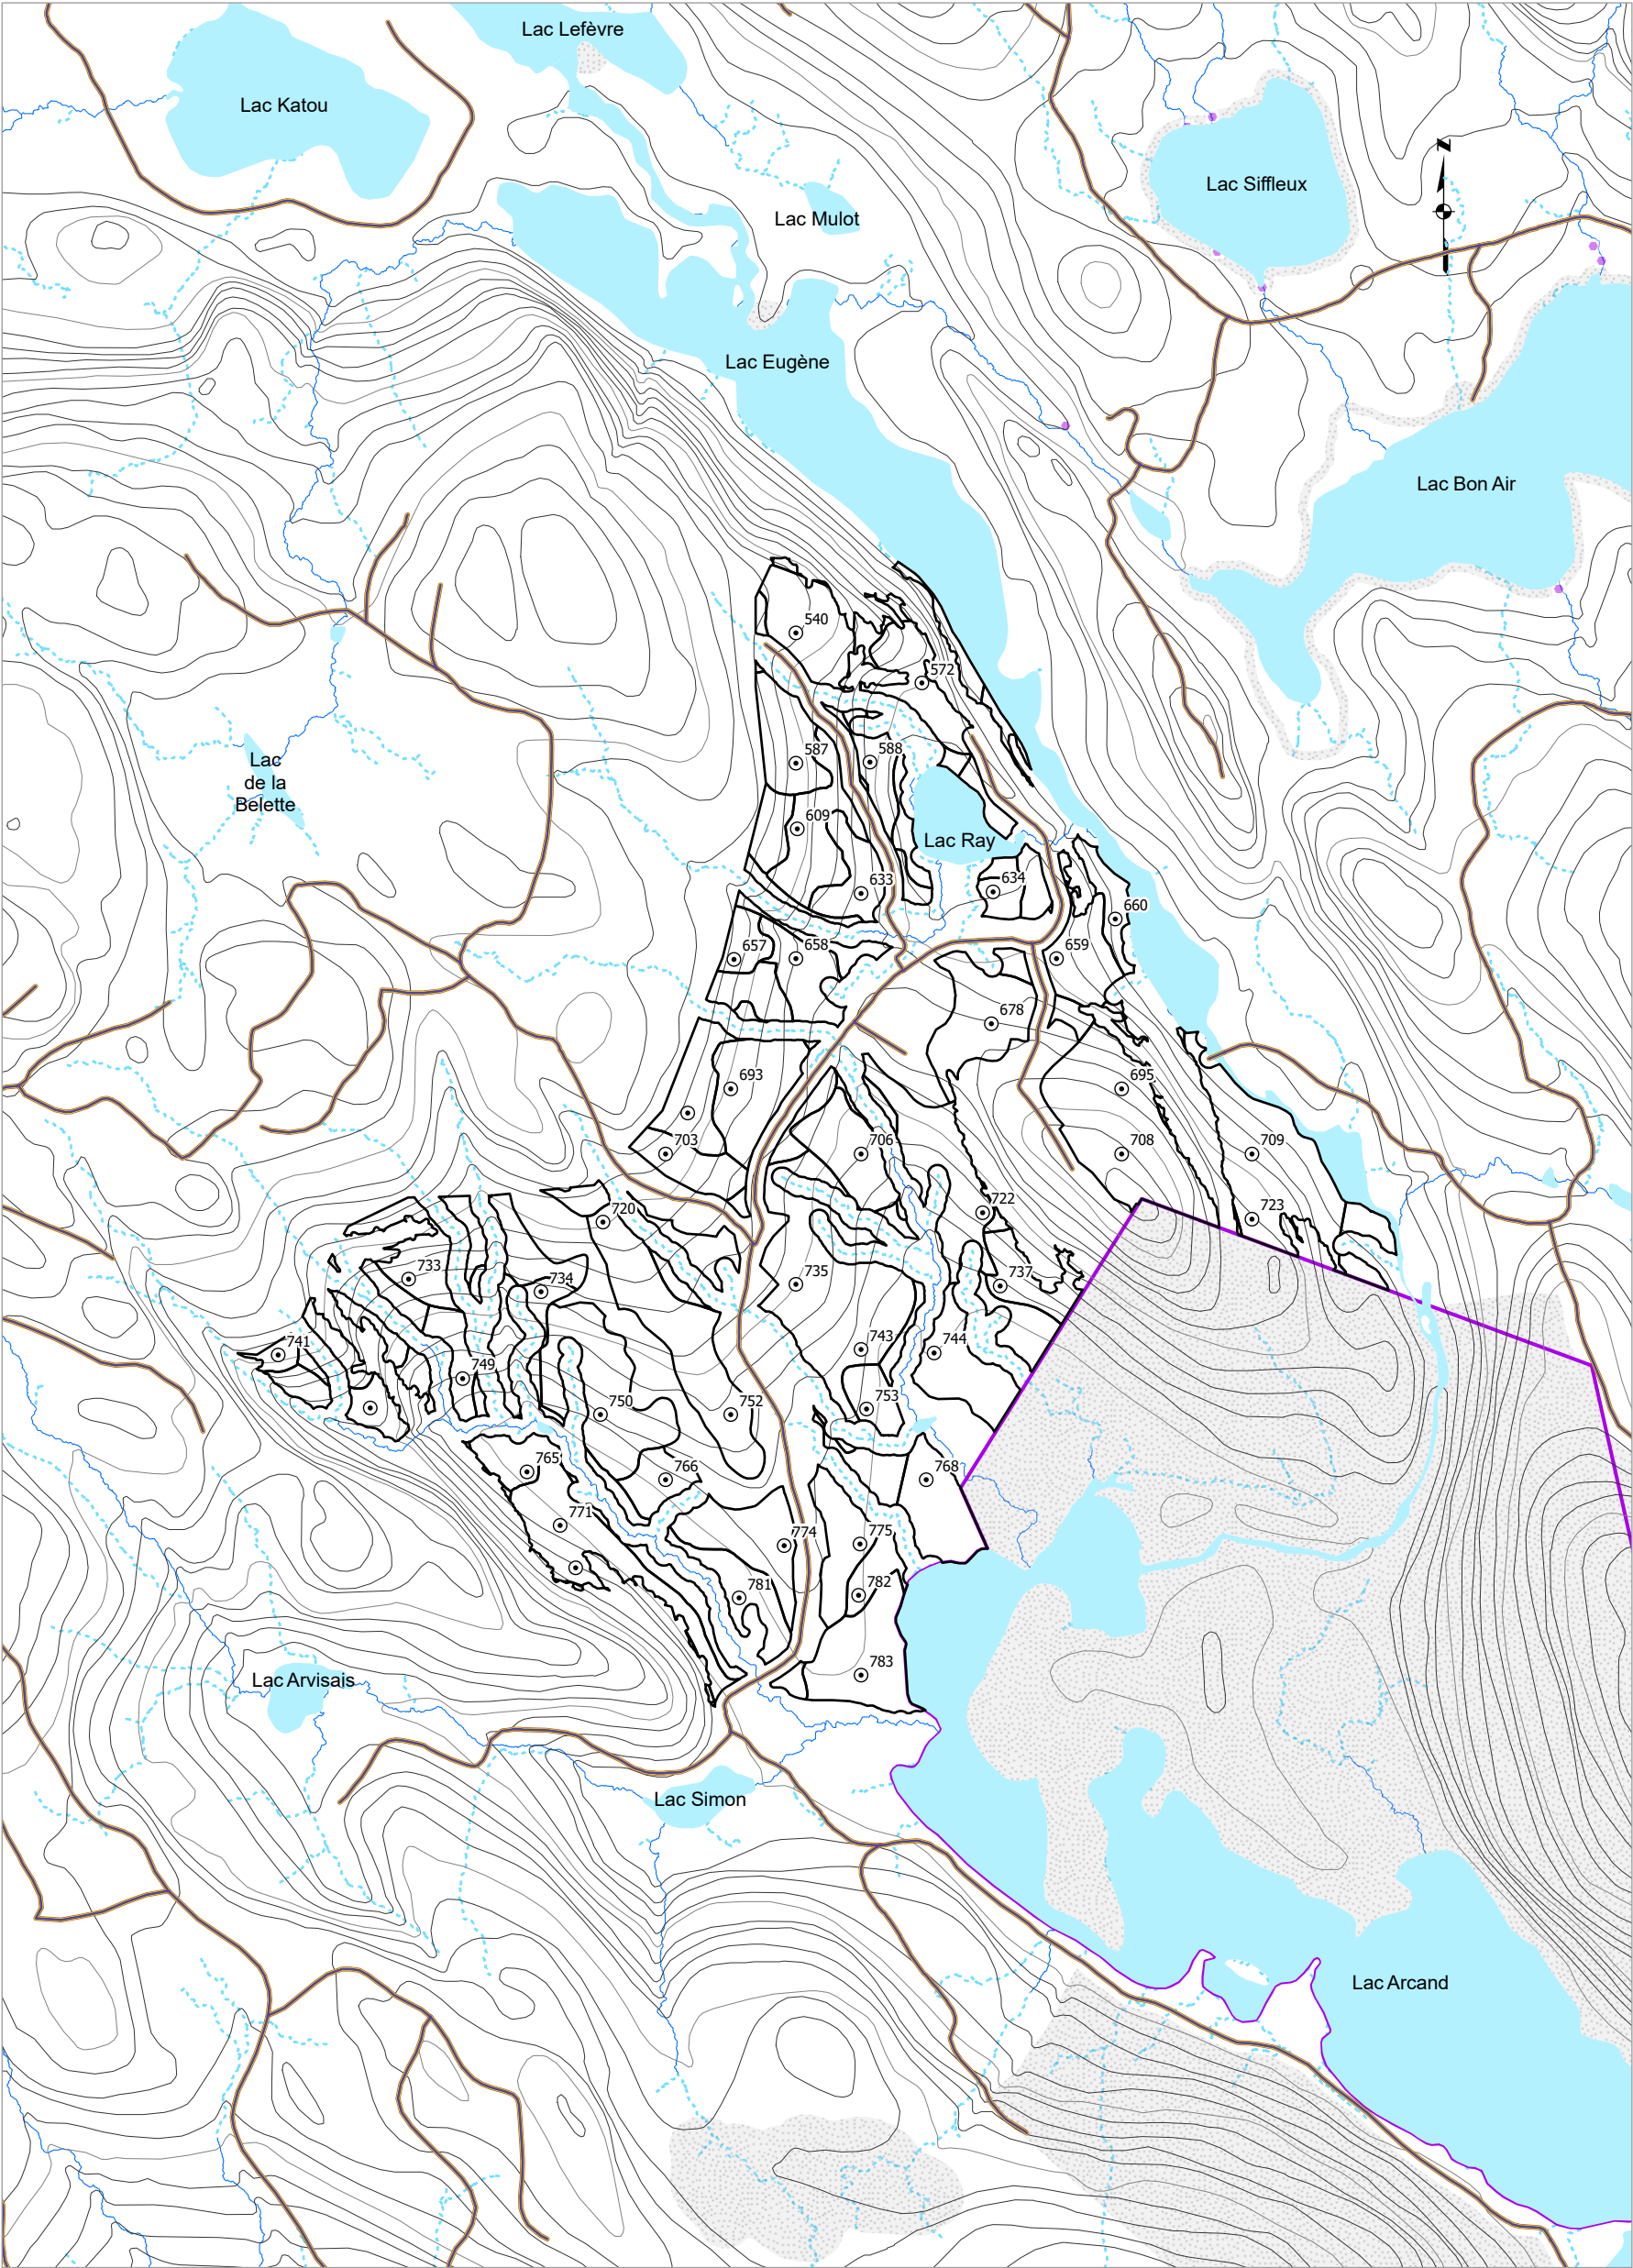 Lac Lefèvre
Lac Katou
Lac Siffleux
N
Lac Mulot
Lac Eugène
Lac Bon Air
540
572
587
588
Lac
de la
Belette
609
Lac Ray
633
634
660
657
658
659
678
693
695
703
706
708
709
720
722
723
733
734
735
737
741
743
744
749
750
752
753
765
766
768
771
774
775
781
782
783
Lac Arvisais
Lac Simon
Lac Arcand